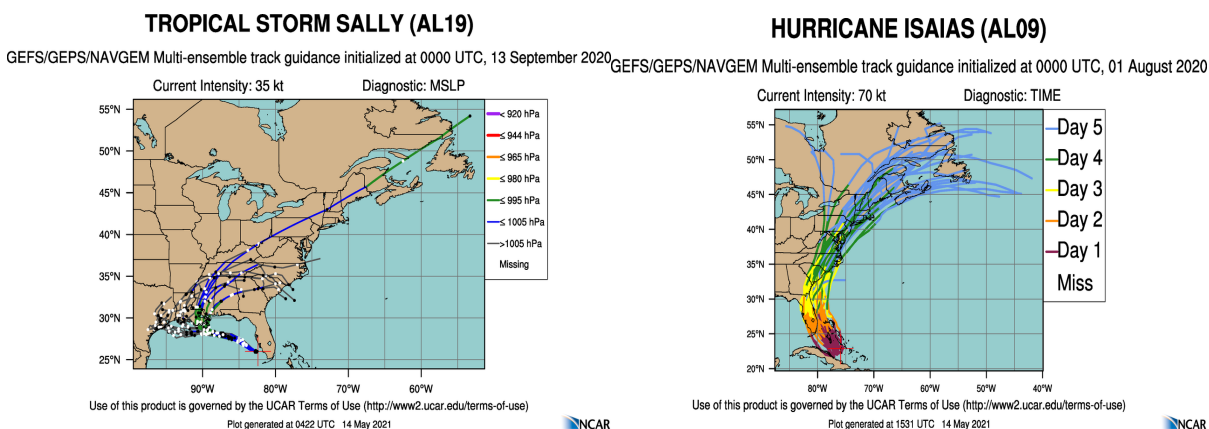 TROPICAL STORM SALLY (AL19)
GEFS/GEPS/NAVGEM Multi-ensemble track guidance initialized at 0000 UTC, 13 September 2020
Current Intensity: 35 kt Diagnostic: MSLP
55°N
50°N
45°N
40°N
35°N
30°N
25°N
90°W 80°W 70°W 60°W
< 920 hPa
≤ 944 hPa
≤ 965 hPa
≤ 980 hPa
≤ 995 hPa
≤ 1005 hPa
>1005 hPa
Missing
Use of this product is governed by the UCAR Terms of Use (http://www2.ucar.edu/terms-of-use)
Plot generated at 0422 UTC 14 May 2021
NCAR
HURRICANE ISAIAS (AL09)
GEFS/GEPS/NAVGEM Multi-ensemble track guidance initialized at 0000 UTC, 01 August 2020
Current Intensity: 70 kt Diagnostic: TIME
55°N
50°N
45°N
40°N
35°N
30°N
25°N
20°N
80°W 70°W 60°W 50°W 40°W
Day 5
Day 4
Day 3
Day 2
Day 1
Miss
Use of this product is governed by the UCAR Terms of Use (http://www2.ucar.edu/terms-of-use)
Plot generated at 1531 UTC 14 May 2021
NCAR